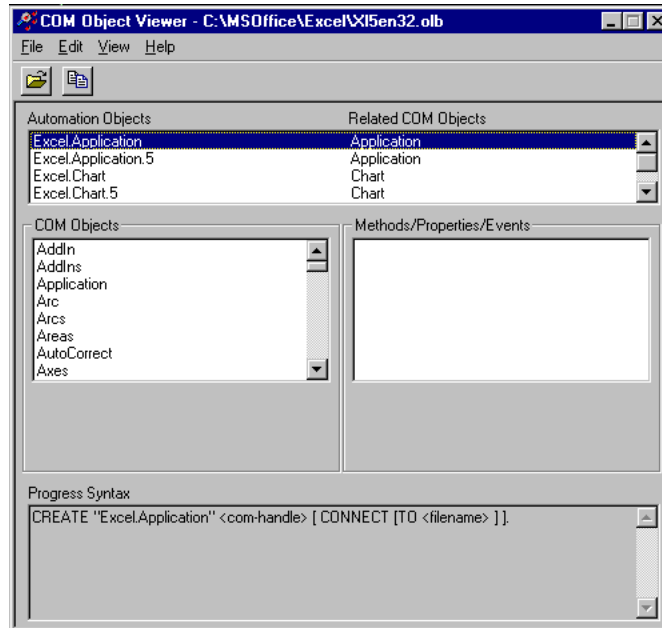 COM Object Viewer - C:\MSOffice\Excel\Xl5en32.olb
File Edit View Help
Automation Objects Related COM Objects
Excel.Application Application
Excel.Application.5 Application
Excel.Chart Chart
Excel.Chart.5 Chart
COM Objects Methods/Properties/Events
AddIn
AddIns
Application
Arc
Arcs
Areas
AutoCorrect
Axes
Progress Syntax
CREATE "Excel.Application" <com-handle> [ CONNECT [TO <filename> ] ].